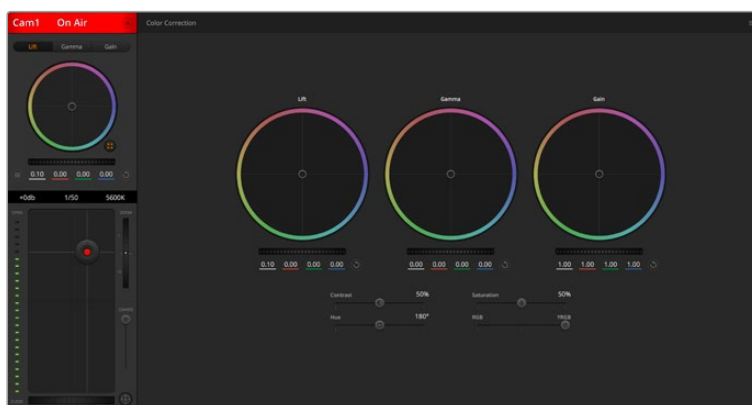 Cam1 On Air
Color Correction
Lift Gamma Gain
0.10 0.00 0.00 0.00
+0db 1/50 5600K
ZOOM
Lift
Gamma
Gain
0.10 0.00 0.00 0.00
0.00 0.00 0.00 0.00
1.00 1.00 1.00 1.00
Contrast 50%
Saturation 50%
Hue 180°
RGB YRGB